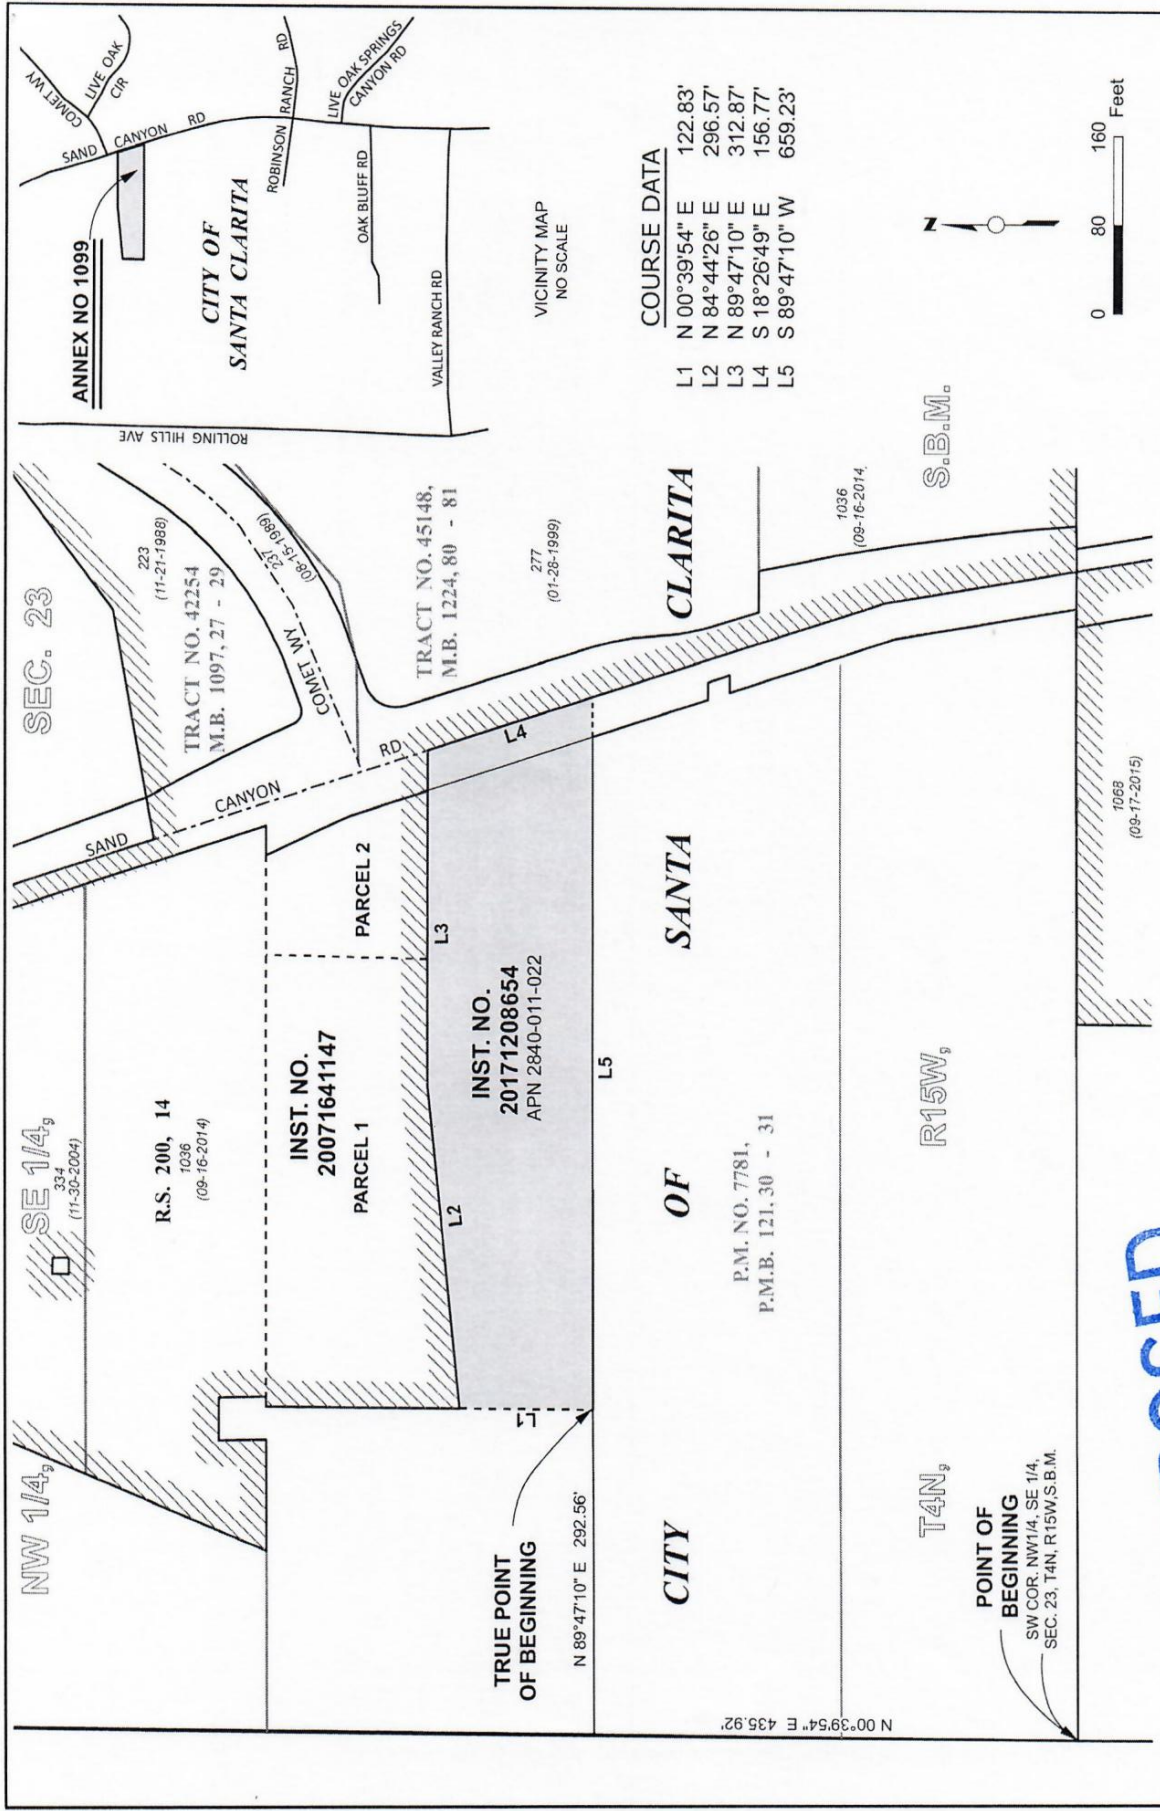 NW 1/4,
SE 1/4,
SEC. 23
334
(11-30-2004)
R.S. 200, 14
1036
(09-16-2014)
INST. NO.
20071641147
PARCEL 1
PARCEL 2
SAND
CANYON
RD
COMET WY
223
(11-21-1988)
TRACT NO. 42254
M.B. 1097, 27 - 29
237
(08-15-1989)
TRACT NO. 45148,
M.B. 1224, 80 - 81
277
(01-28-1999)
L1
L2
L3
L4
L5
INST. NO.
20171208654
APN 2840-011-022
TRUE POINT
OF BEGINNING
N 89°47'10" E 292.56'
CITY OF SANTA CLARITA
P.M. NO. 7781,
P.M.B. 121, 30 - 31
1036
(09-16-2014)
T4N,
R15W,
S.B.M.
N 00°39'54" E 435.92'
POINT OF
BEGINNING
SW COR. NW1/4, SE 1/4,
SEC. 23, T4N, R15W,S.B.M.
1068
(09-17-2015)
ANNEX NO 1099
COMET WY
LIVE OAK
CIR
SAND
CANYON
RD
CITY OF
SANTA CLARITA
ROBINSON RANCH RD
LIVE OAK SPRINGS
CANYON RD
OAK BLUFF RD
VALLEY RANCH RD
ROLLING HILLS AVE
VICINITY MAP
NO SCALE
COURSE DATA
L1 N 00°39'54" E 122.83'
L2 N 84°44'26" E 296.57'
L3 N 89°47'10" E 312.87'
L4 S 18°26'49" E 156.77'
L5 S 89°47'10" W 659.23'
N
0 80 160
Feet